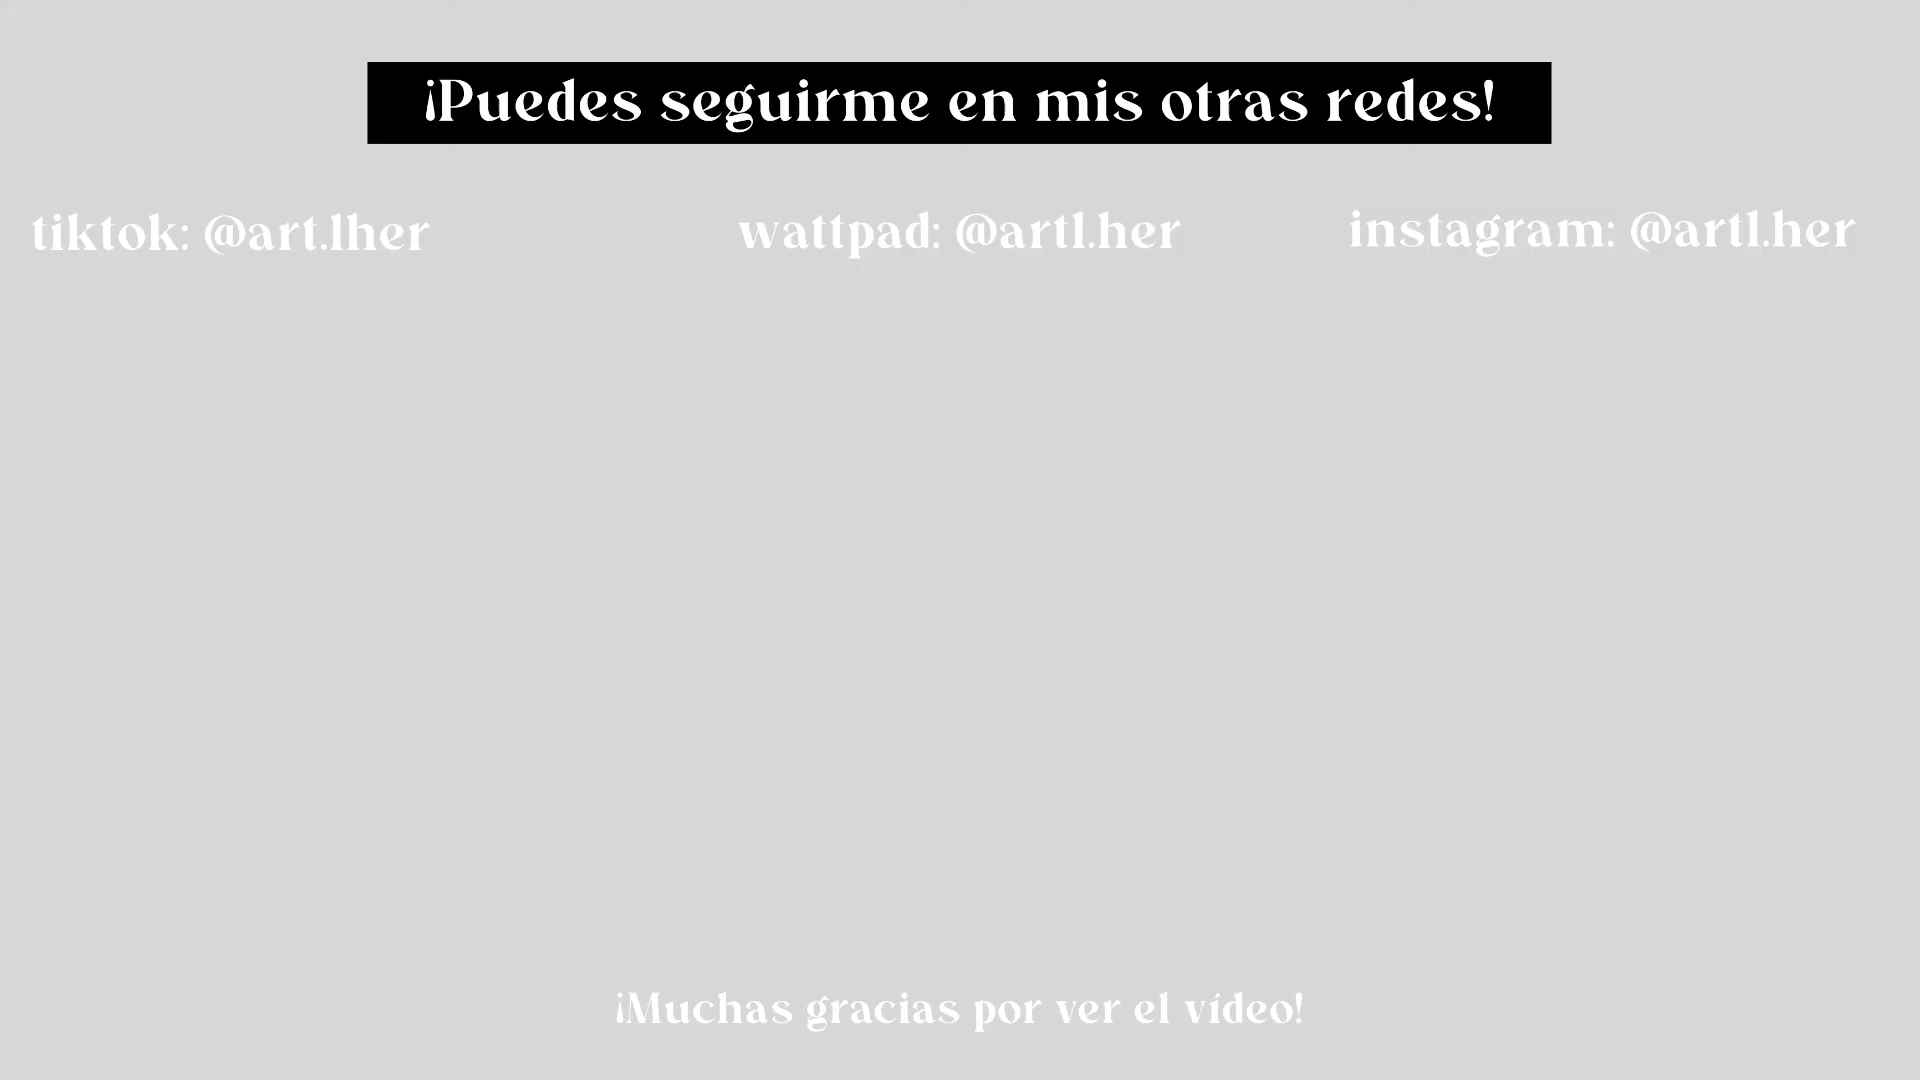 ¡Puedes seguirme en mis otras redes!
tiktok: @art.lher
wattpad: @artl.her
instagram: @artl.her
¡Muchas gracias por ver el vídeo!